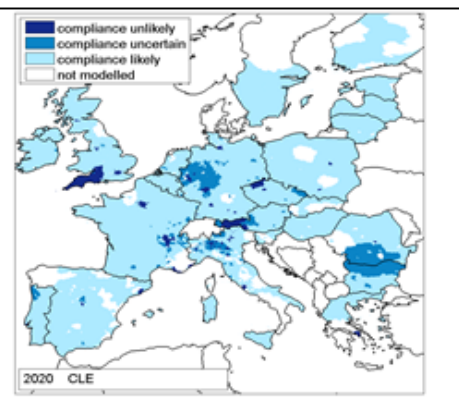 compliance unlikely
compliance uncertain
compliance likely
not modelled
2020 CLE